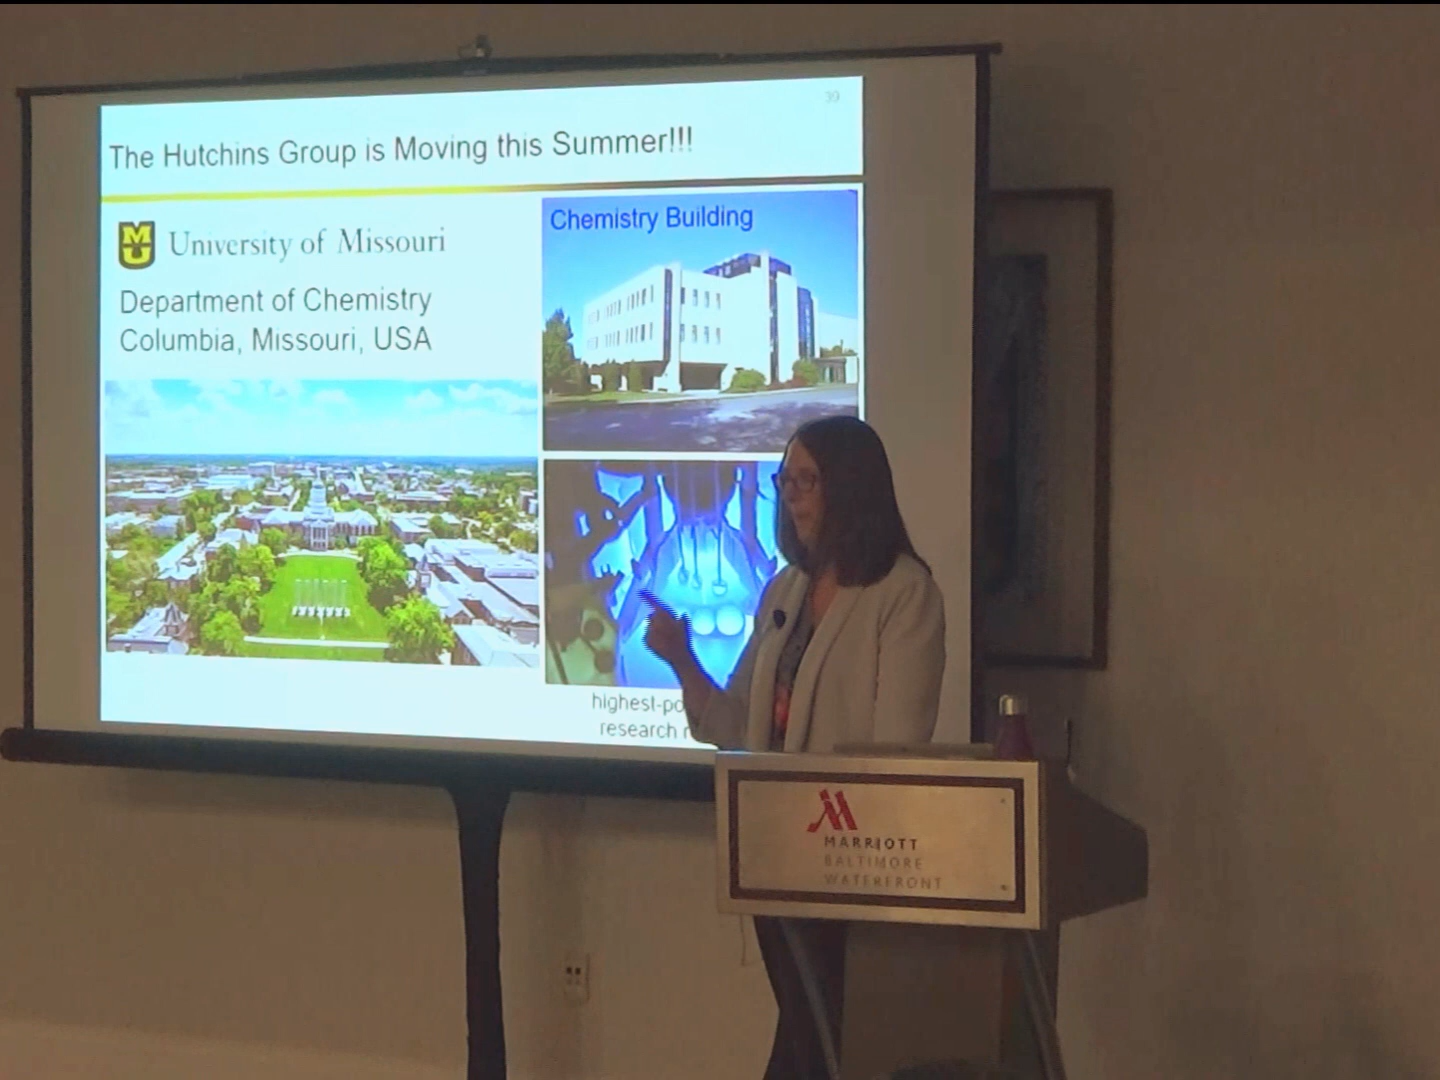 39
The Hutchins Group is Moving this Summer!!!
University of Missouri
Department of Chemistry
Columbia, Missouri, USA
Chemistry Building
highest-po
research
MARRIOTT
BALTIMORE
WATERFRONT